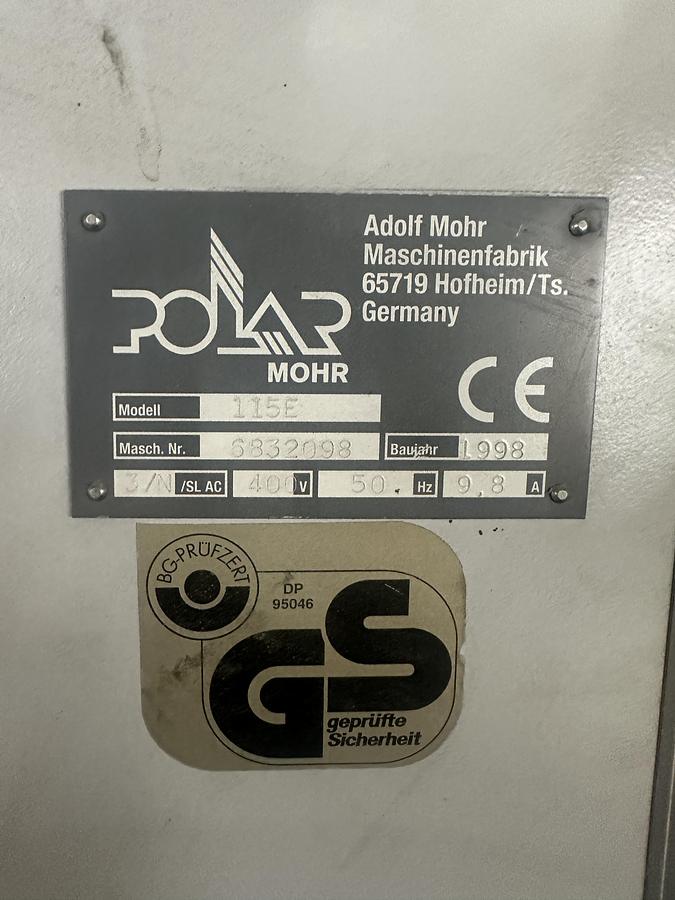 POLAR
MOHR
Adolf Mohr
Maschinenfabrik
65719 Hofheim/Ts.
Germany
CE
Modell 115E
Masch. Nr. 6832098 Baujahr 1998
3/N /SL AC 400 V 50 Hz 9,8 A
BG-PRÜFZERT
DP
95046
GS
geprüfte
Sicherheit